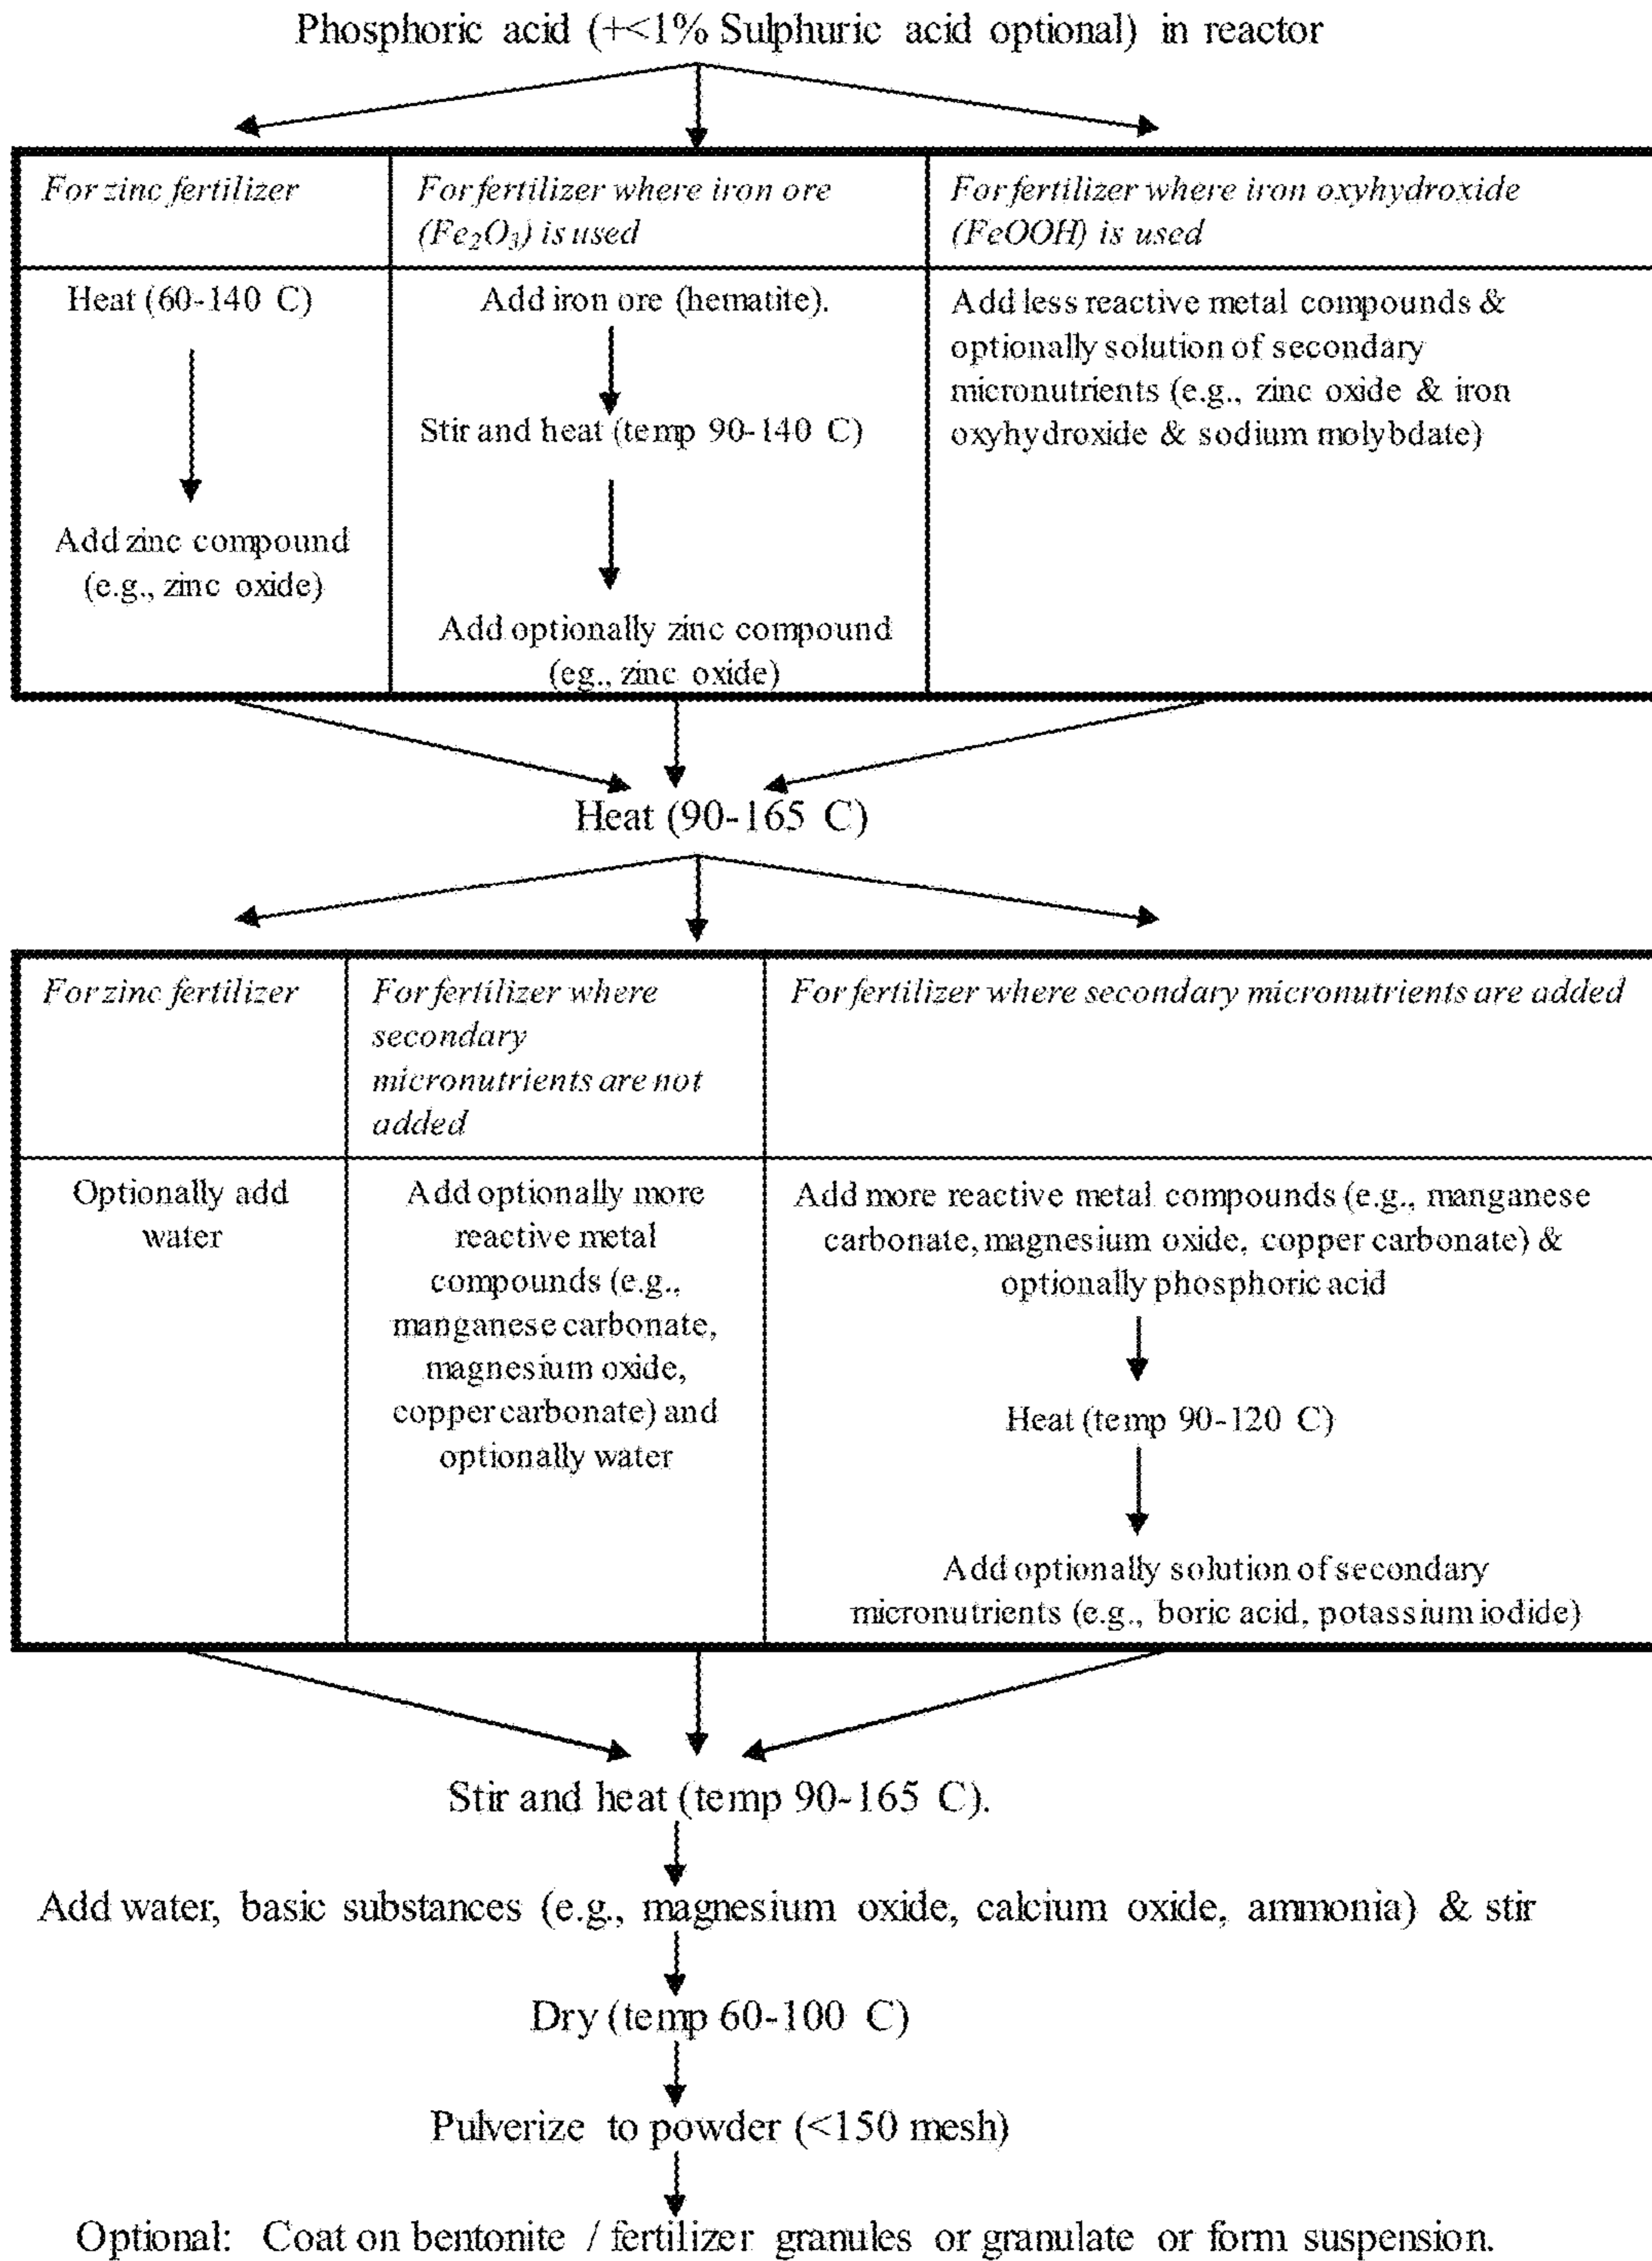 Phosphoric acid (+<1% Sulphuric acid optional) in reactor
For zinc fertilizer
For fertilizer where iron ore
(Fe₂O₃) is used
For fertilizer where iron oxyhydroxide
(FeOOH) is used
Heat (60-140 C)
Add zinc compound
(e.g., zinc oxide)
Add iron ore (hematite).
Stir and heat (temp 90-140 C)
Add optionally zinc compound
(eg., zinc oxide)
Add less reactive metal compounds &
optionally solution of secondary
micronutrients (e.g., zinc oxide & iron
oxyhydroxide & sodium molybdate)
Heat (90-165 C)
For zinc fertilizer
For fertilizer where
secondary
micronutrients are not
added
For fertilizer where secondary micronutrients are added
Optionally add
water
Add optionally more
reactive metal
compounds (e.g.,
manganese carbonate,
magnesium oxide,
copper carbonate) and
optionally water
Add more reactive metal compounds (e.g., manganese
carbonate, magnesium oxide, copper carbonate) &
optionally phosphoric acid
Heat (temp 90-120 C)
Add optionally solution of secondary
micronutrients (e.g., boric acid, potassium iodide)
Stir and heat (temp 90-165 C).
Add water, basic substances (e.g., magnesium oxide, calcium oxide, ammonia) & stir
Dry (temp 60-100 C)
Pulverize to powder (<150 mesh)
Optional: Coat on bentonite / fertilizer granules or granulate or form suspension.